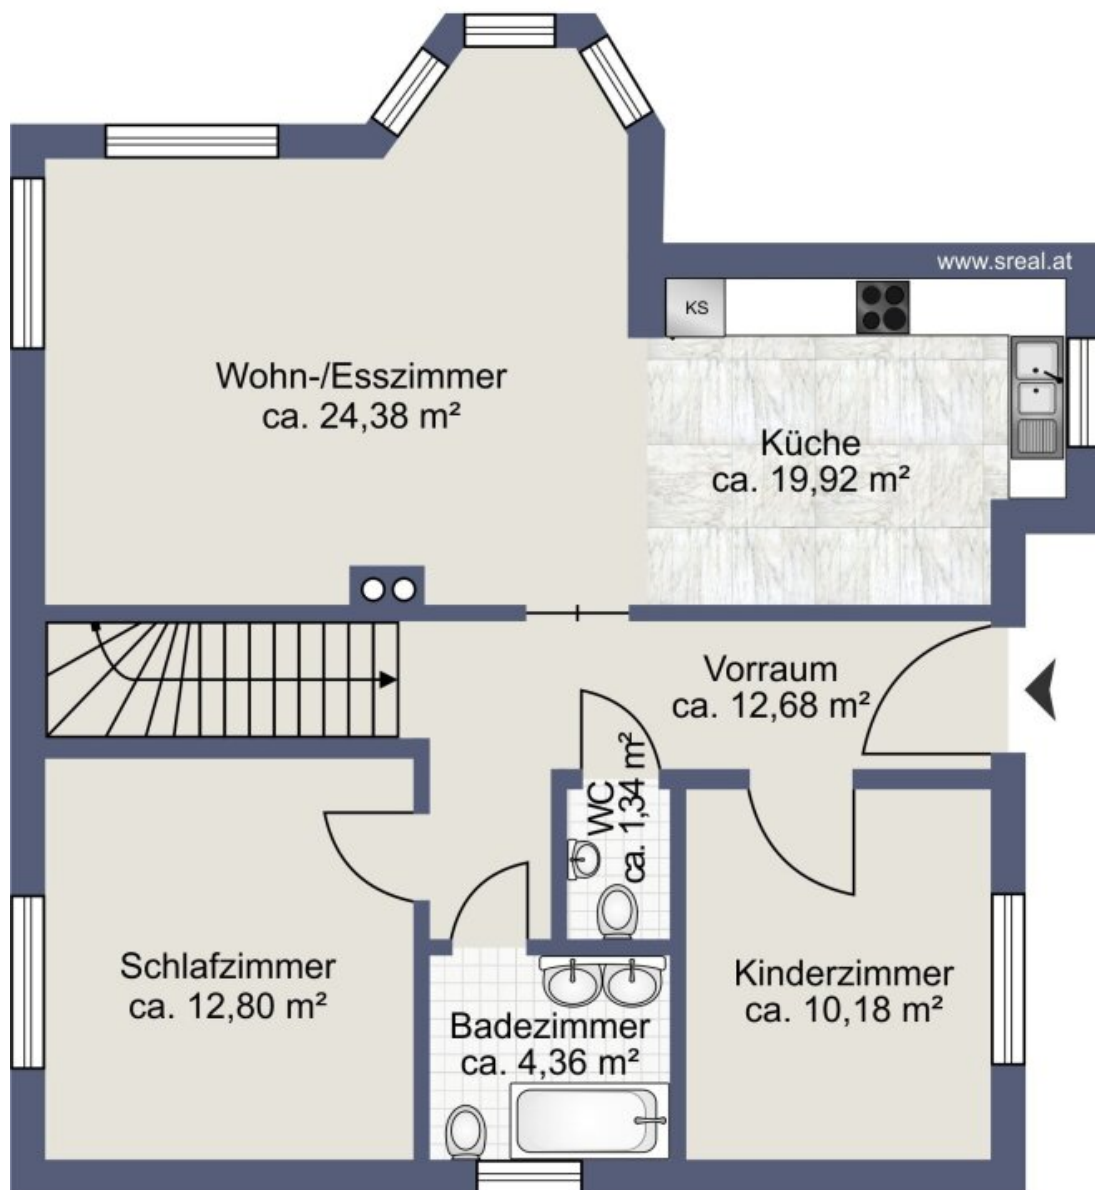 www.sreal.at
KS
Wohn-/Esszimmer
ca. 24,38 m²
Küche
ca. 19,92 m²
Vorraum
ca. 12,68 m²
WC
ca. 1,34 m²
Schlafzimmer
ca. 12,80 m²
Badezimmer
ca. 4,36 m²
Kinderzimmer
ca. 10,18 m²